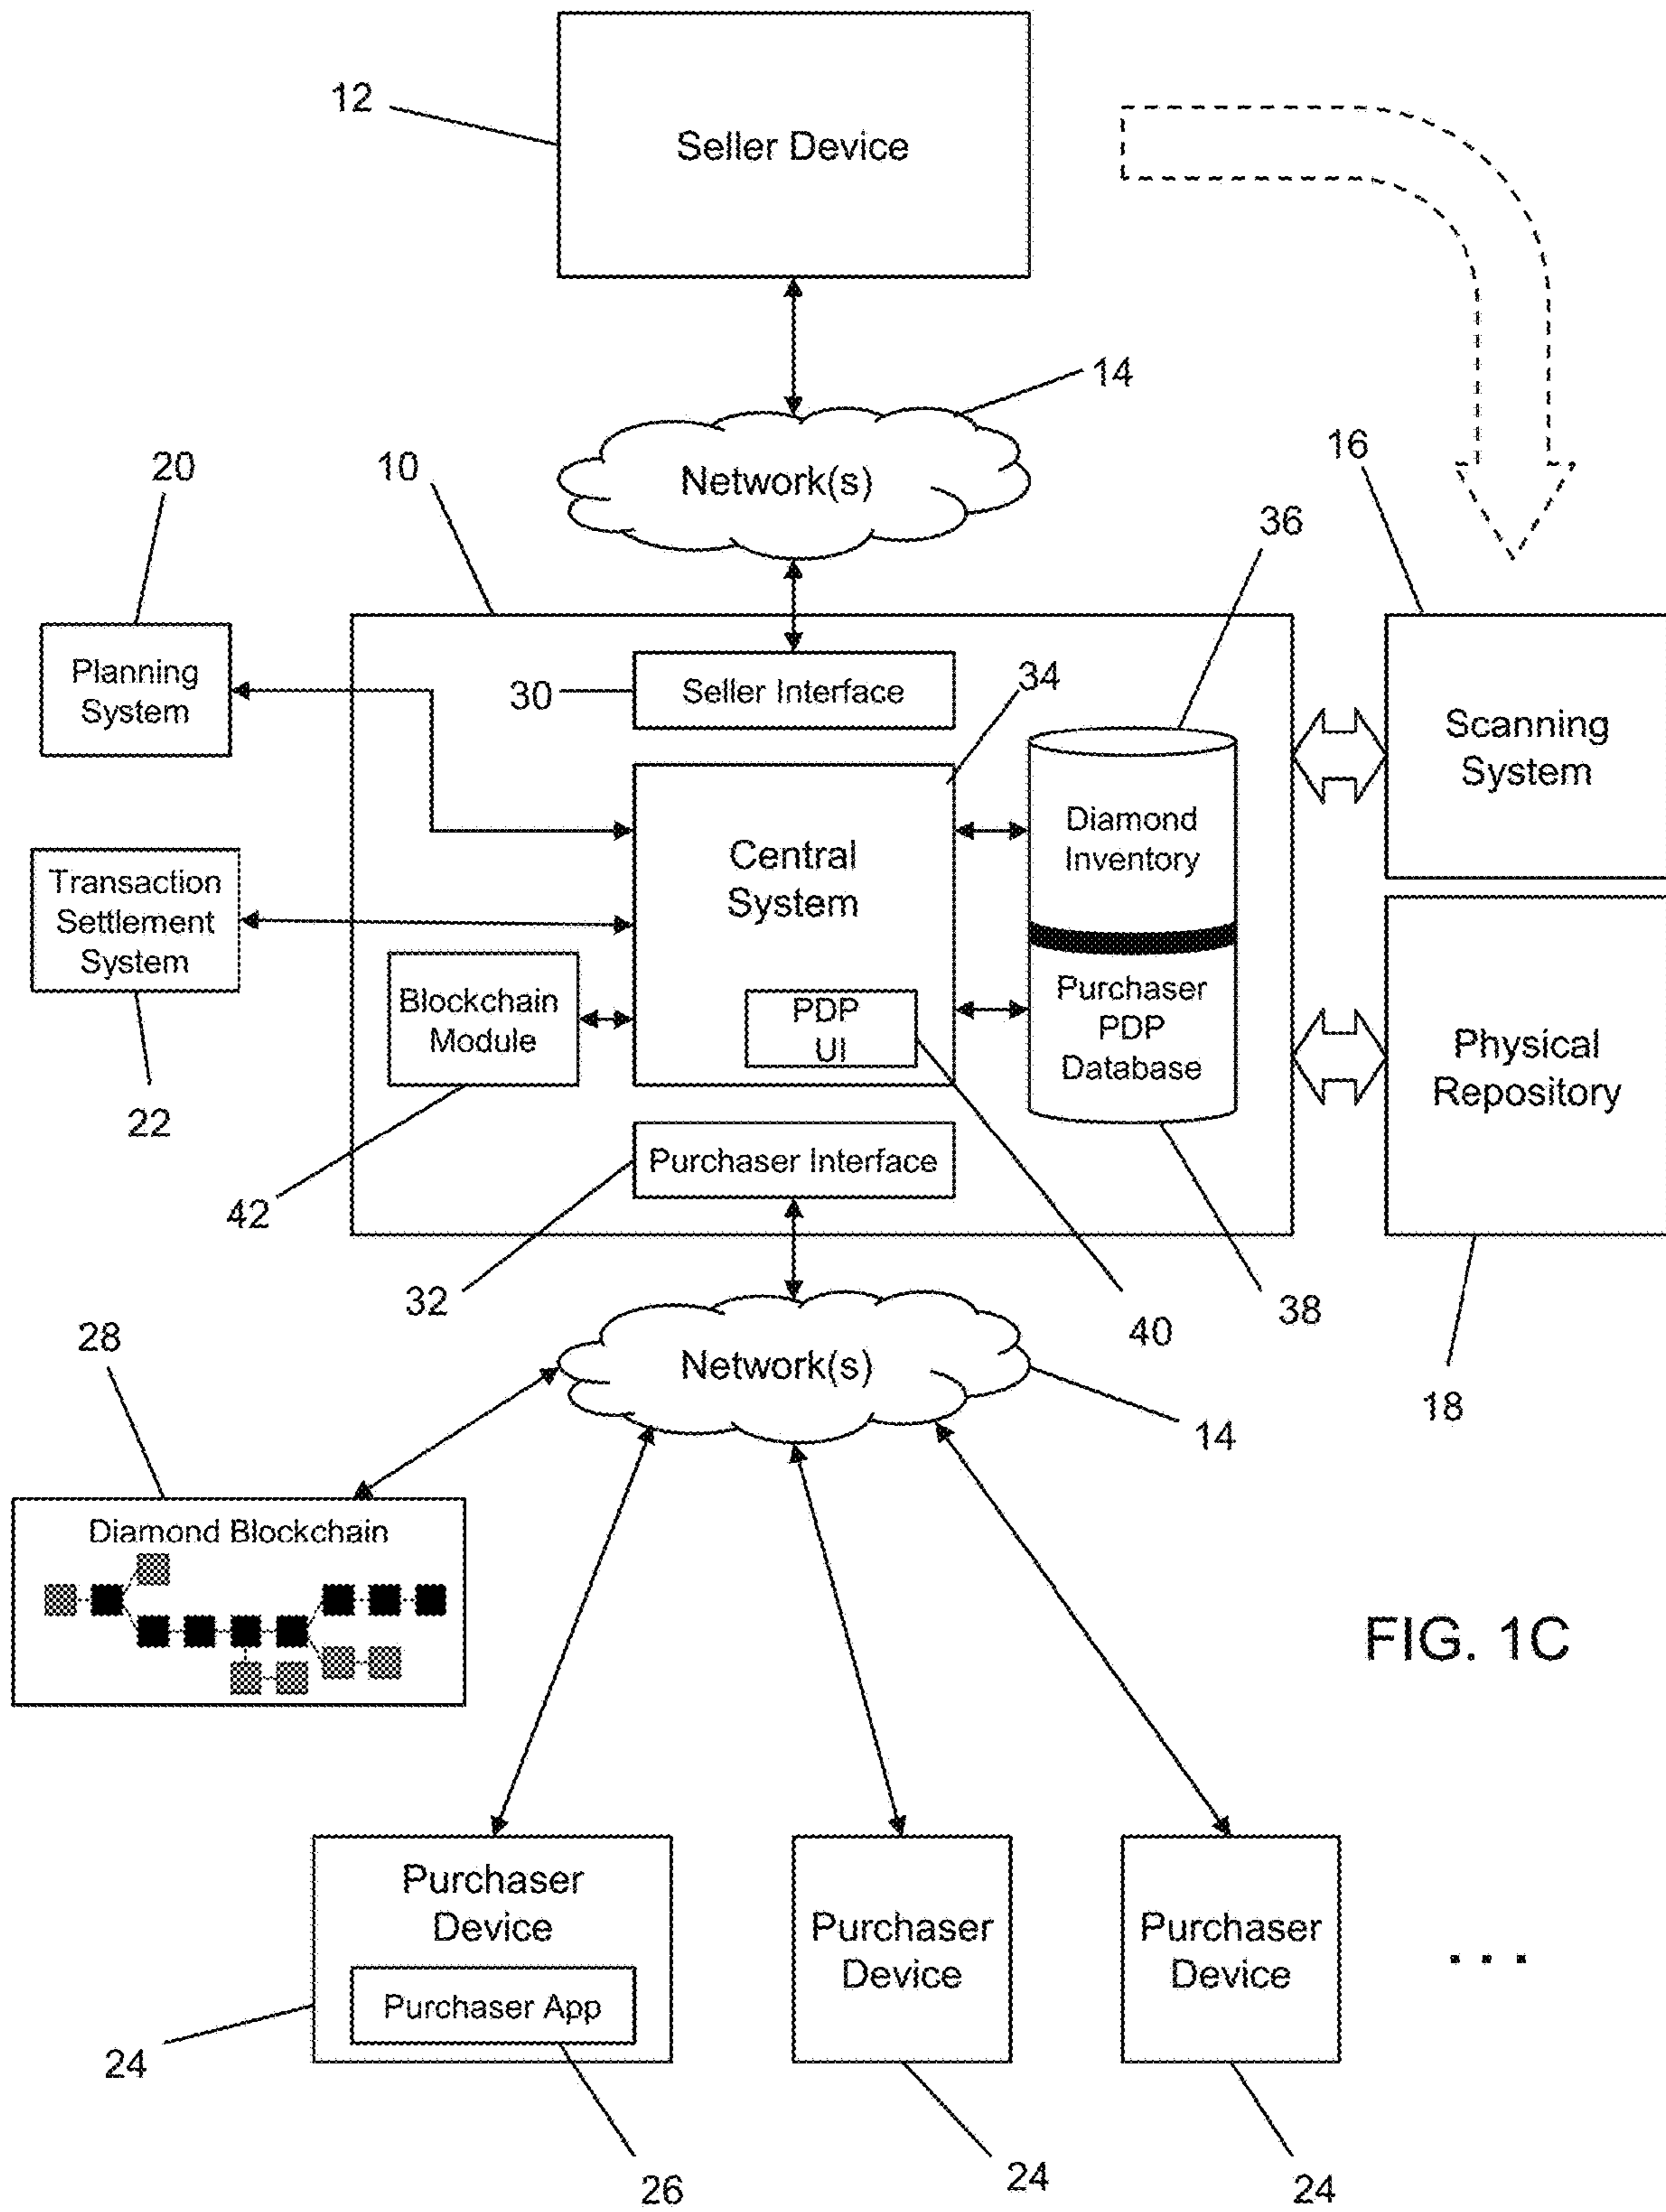 12
Seller Device
14
Network(s)
20
10
36
16
Planning
System
30
Seller Interface
34
Scanning
System
Transaction
Settlement
System
22
Central
System
Diamond
Inventory
Blockchain
Module
42
PDP
UI
Purchaser
PDP
Database
Physical
Repository
Purchaser Interface
32
40
38
18
28
Network(s)
14
Diamond Blockchain
FIG. 1C
Purchaser
Device
Purchaser App
24
26
Purchaser
Device
24
Purchaser
Device
24
...